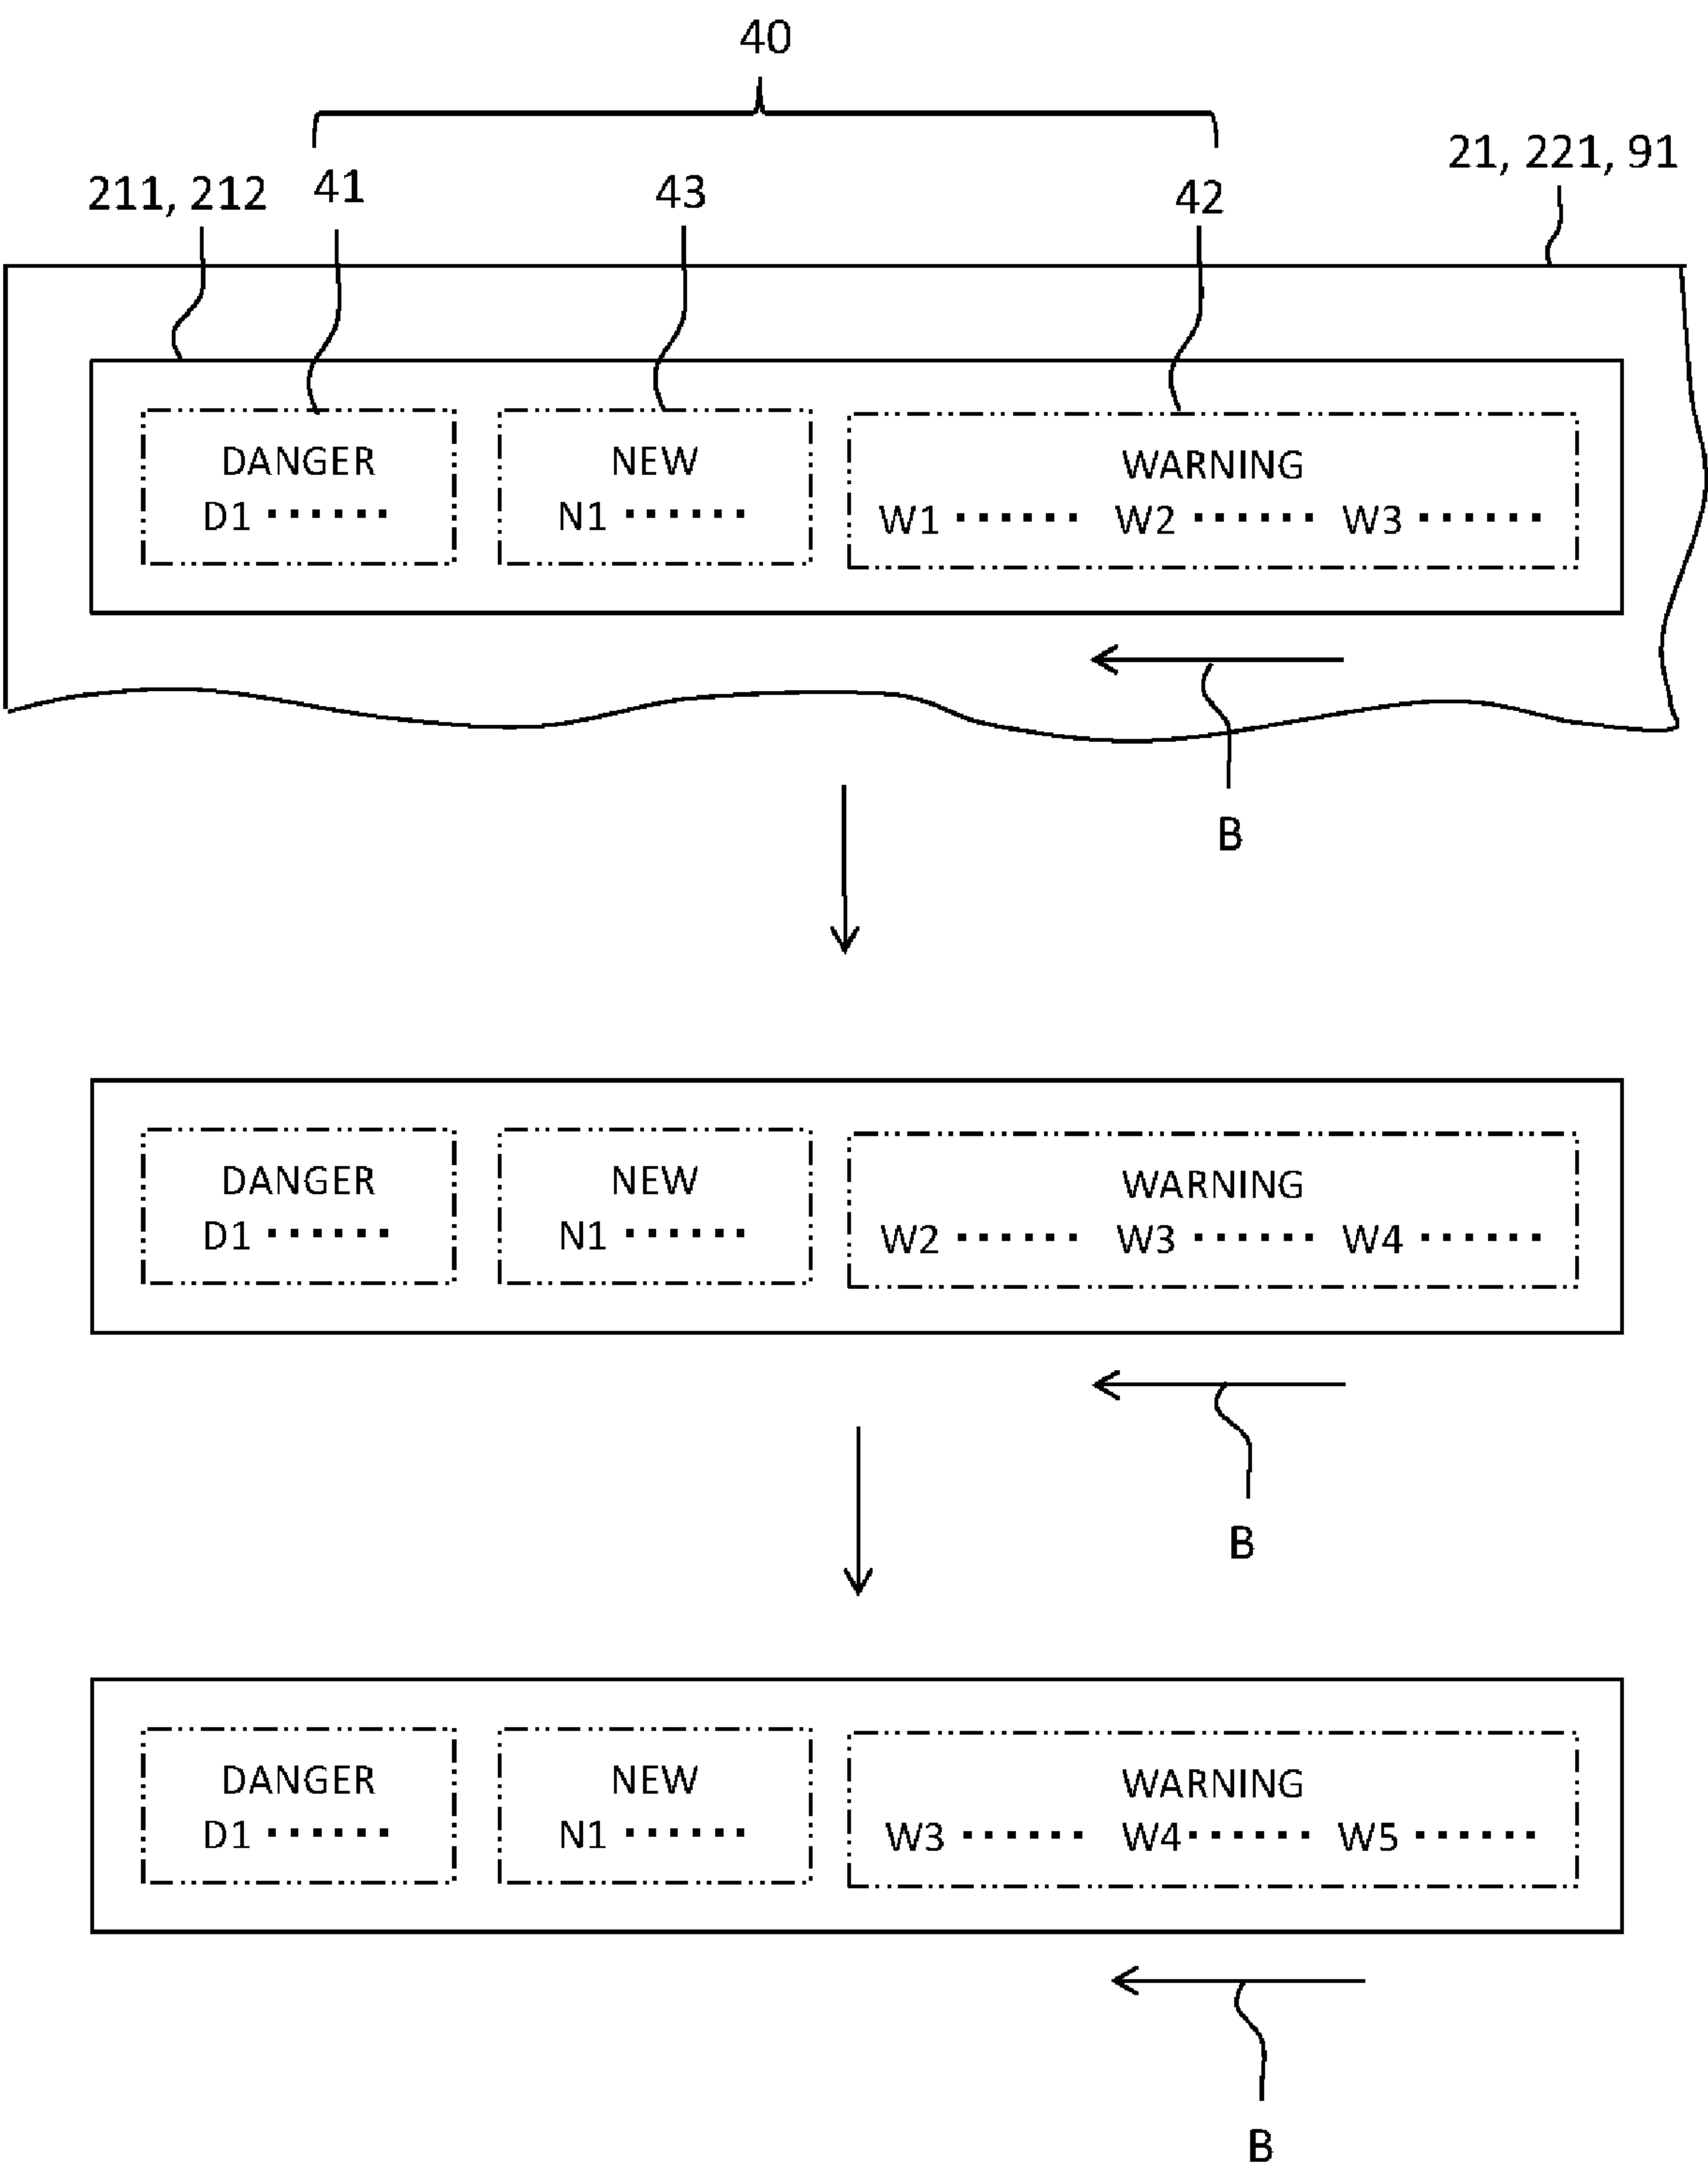 40
21, 221, 91
211, 212 41 43 42
DANGER NEW WARNING
D1 ······ N1 ······ W1 ······ W2 ······ W3 ······
B
DANGER NEW WARNING
D1 ······ N1 ······ W2 ······ W3 ······ W4 ······
B
DANGER NEW WARNING
D1 ······ N1 ······ W3 ······ W4 ······ W5 ······
B